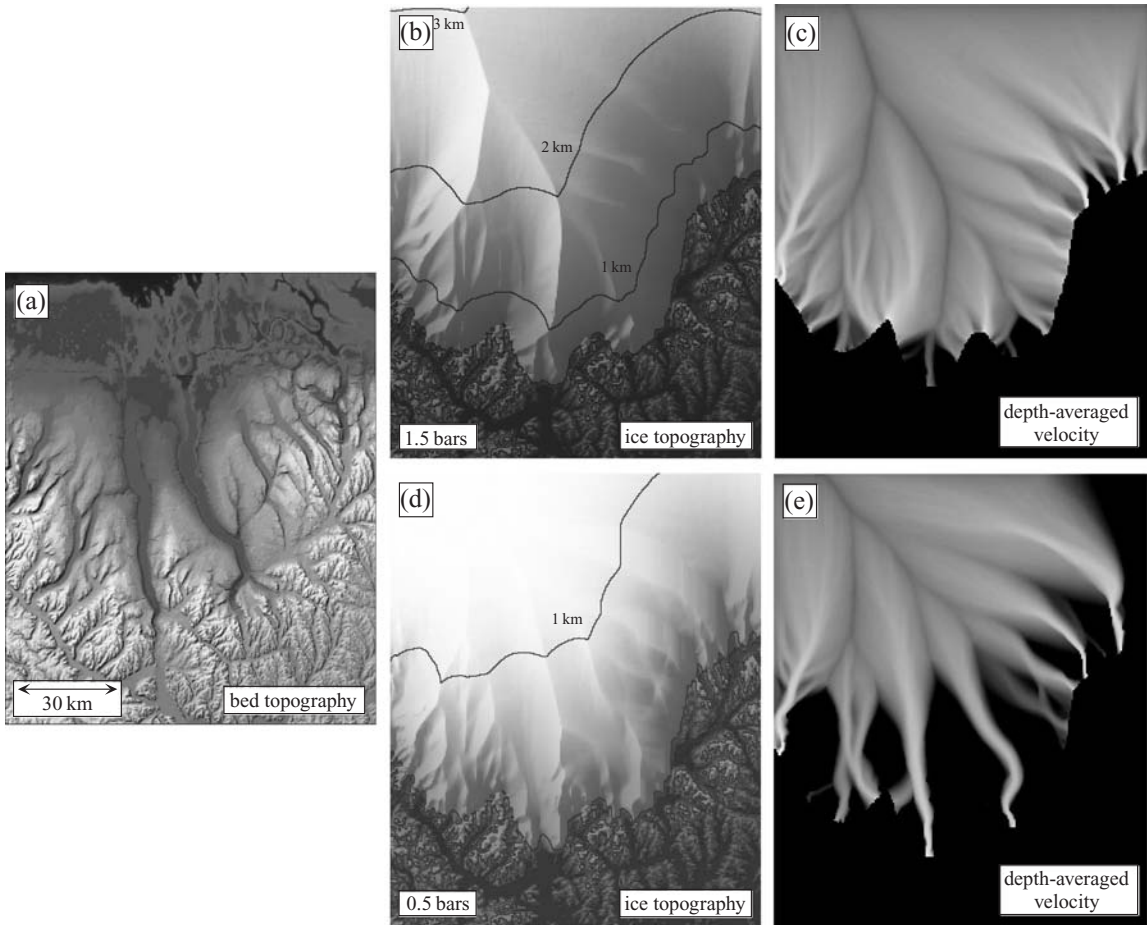 (a)
30 km
bed topography
(b)
3 km
2 km
1 km
1.5 bars
ice topography
(c)
depth-averaged
velocity
(d)
1 km
0.5 bars
ice topography
(e)
depth-averaged
velocity